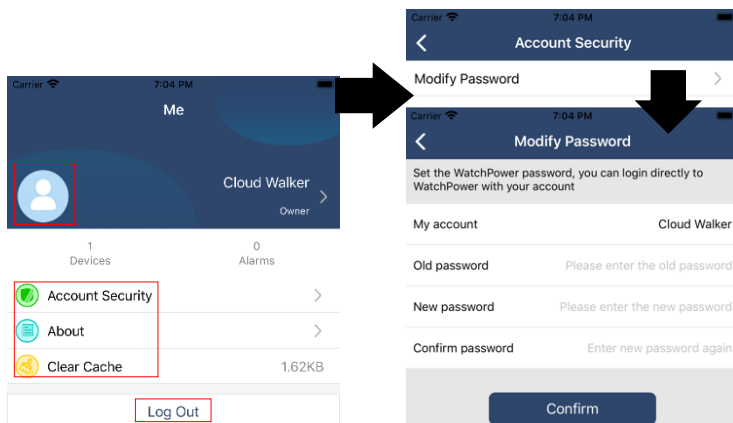 Carrier 7:04 PM
Me
Cloud Walker
Owner
1 0
Devices Alarms
Account Security
About
Clear Cache 1.62KB
Log Out
Carrier 7:04 PM
Account Security
Modify Password
Carrier 7:04 PM
Modify Password
Set the WatchPower password, you can login directly to
WatchPower with your account
My account Cloud Walker
Old password Please enter the old password
New password Please enter the new password
Confirm password Enter new password again
Confirm